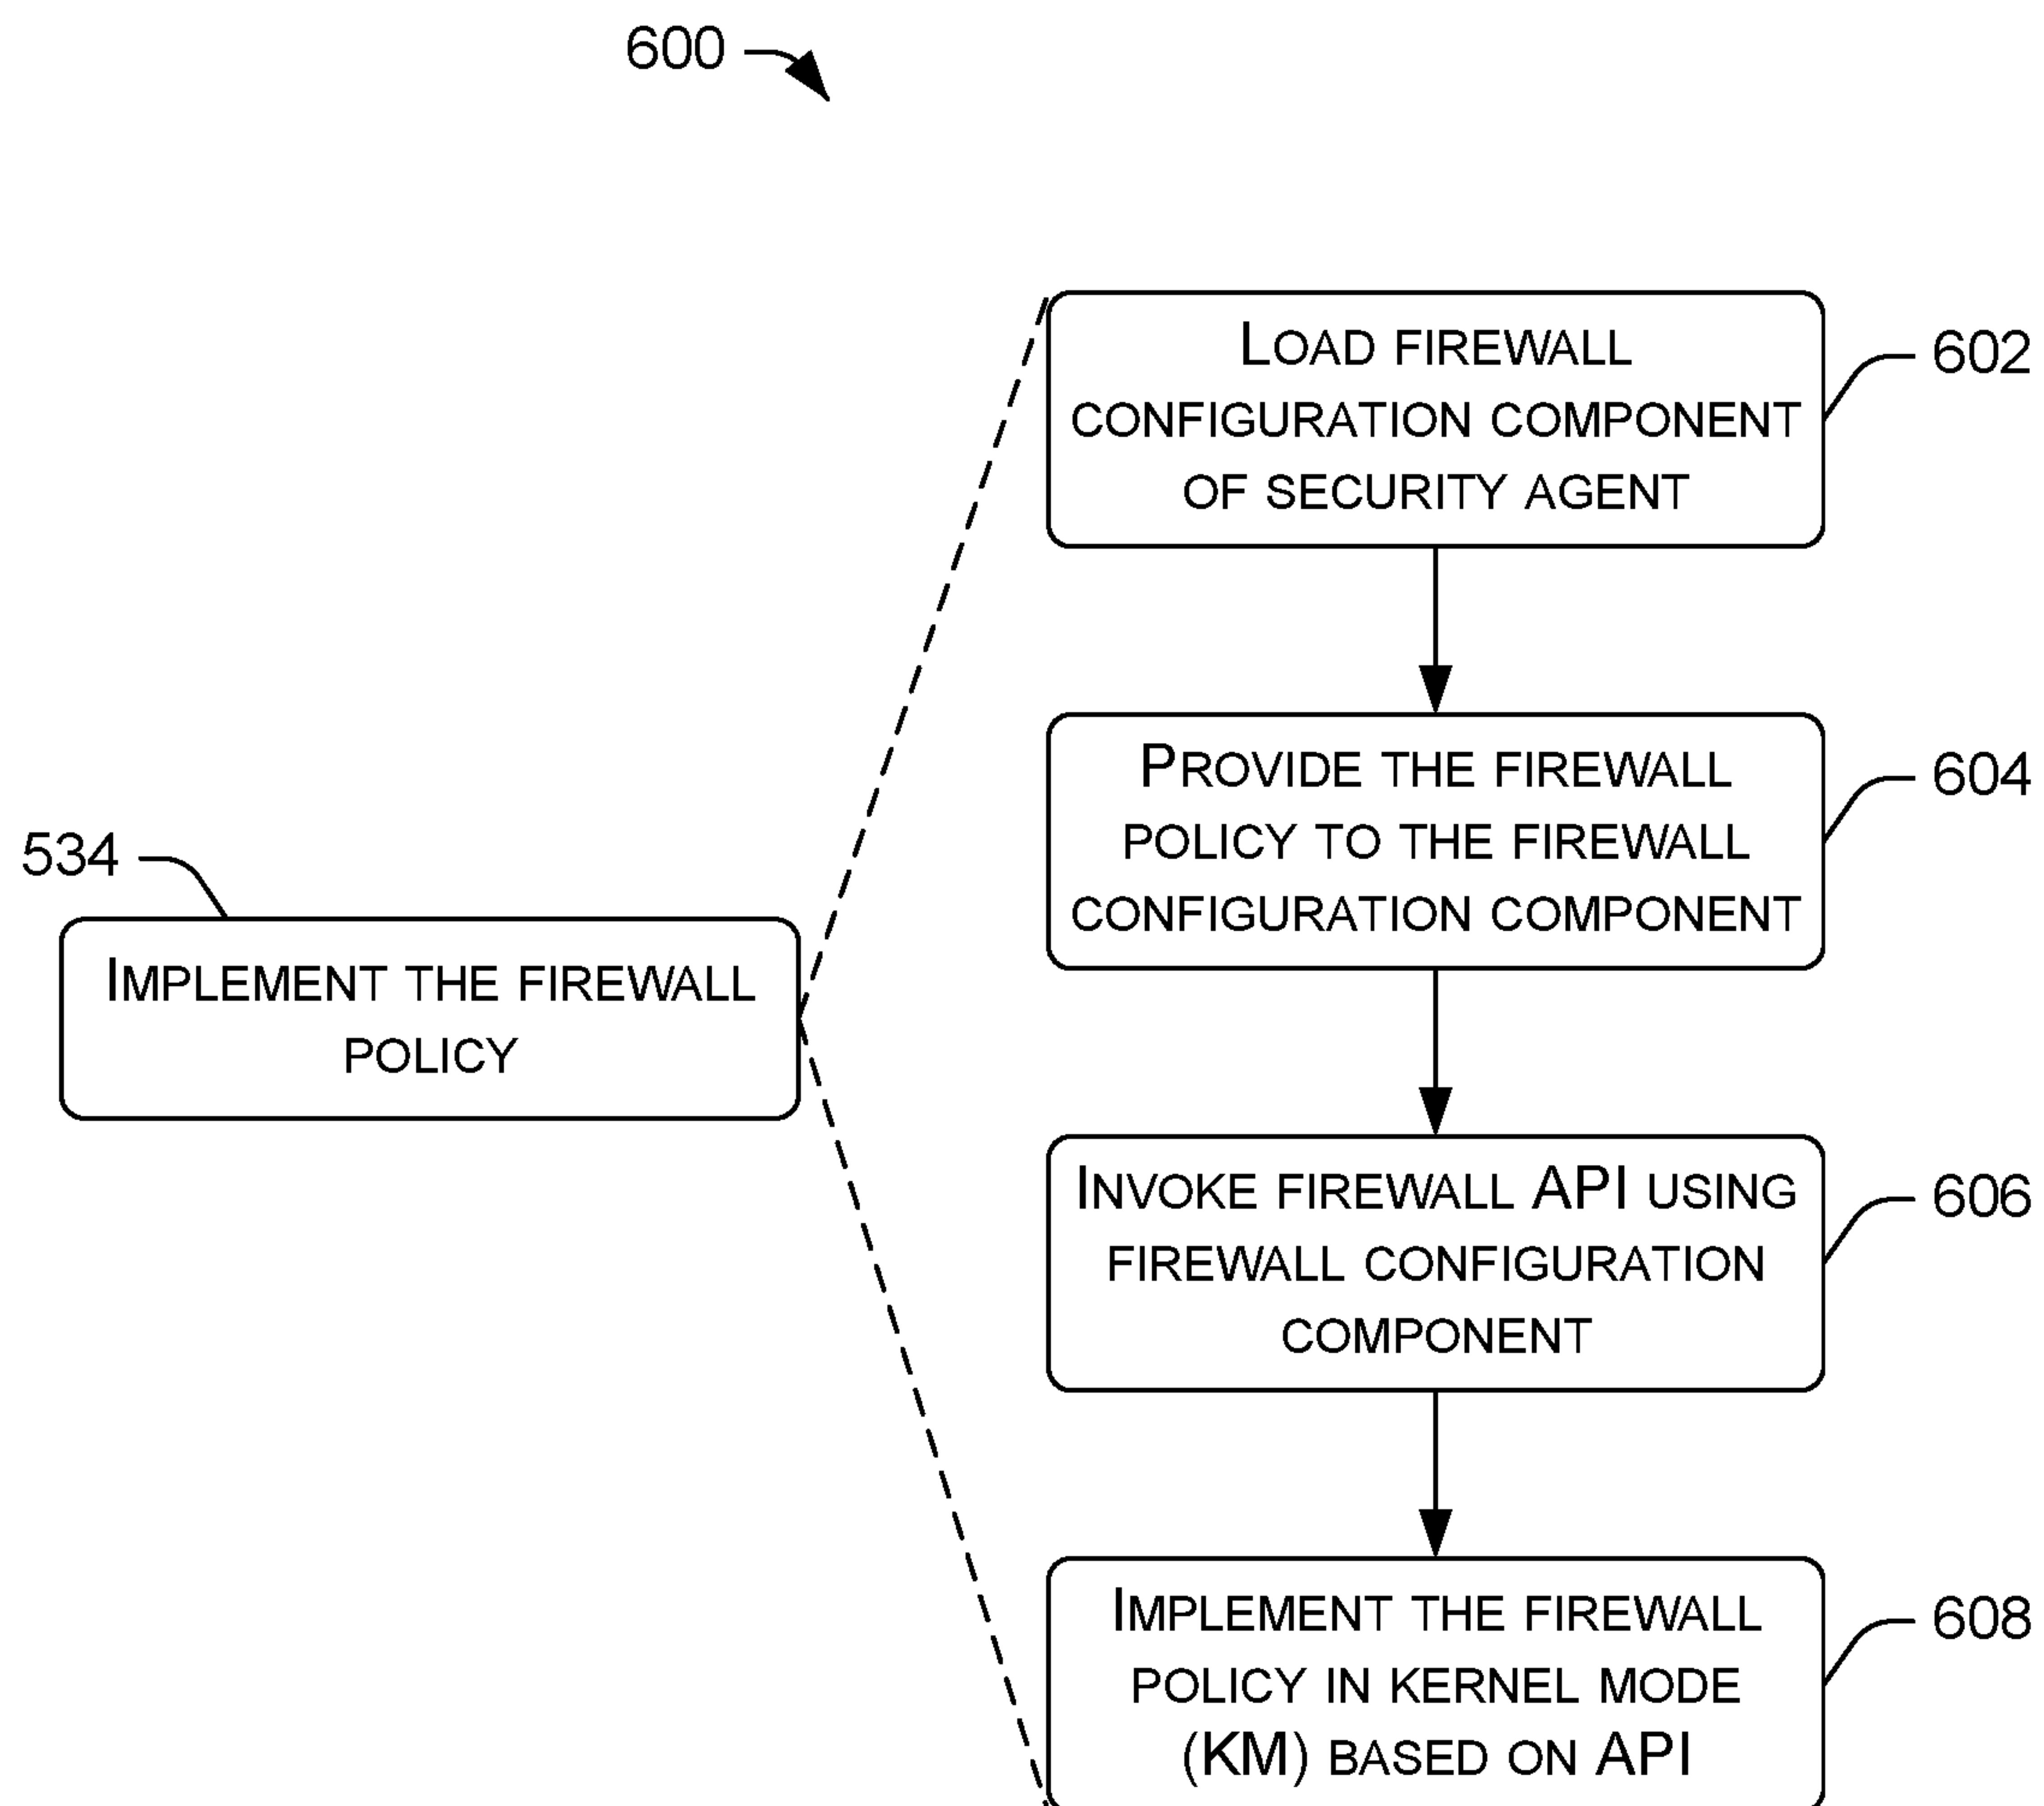 600
LOAD FIREWALL
CONFIGURATION COMPONENT
OF SECURITY AGENT
602
PROVIDE THE FIREWALL
POLICY TO THE FIREWALL
CONFIGURATION COMPONENT
604
534
IMPLEMENT THE FIREWALL
POLICY
INVOKE FIREWALL API USING
FIREWALL CONFIGURATION
COMPONENT
606
IMPLEMENT THE FIREWALL
POLICY IN KERNEL MODE
(KM) BASED ON API
608